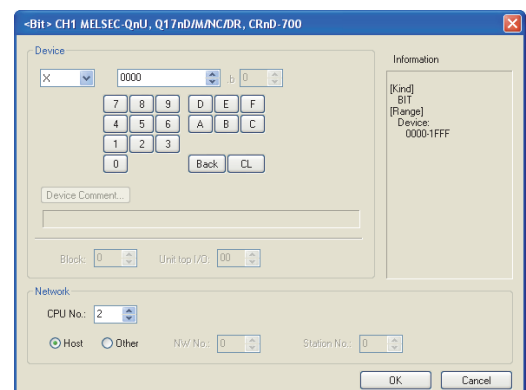 <Bit> CH1 MELSEC-QnU, Q17nD/M/NC/DR, CRnD-700
Device
X 0000 .b 0
7 8 9 D E F
4 5 6 A B C
1 2 3
0 Back CL
Device Comment...
Block: 0 Unit top I/O: 00
Information
[Kind]
BIT
[Range]
Device:
0000-1FFF
Network
CPU No.: 2
Host Other NW No.: 0 Station No.: 0
OK Cancel